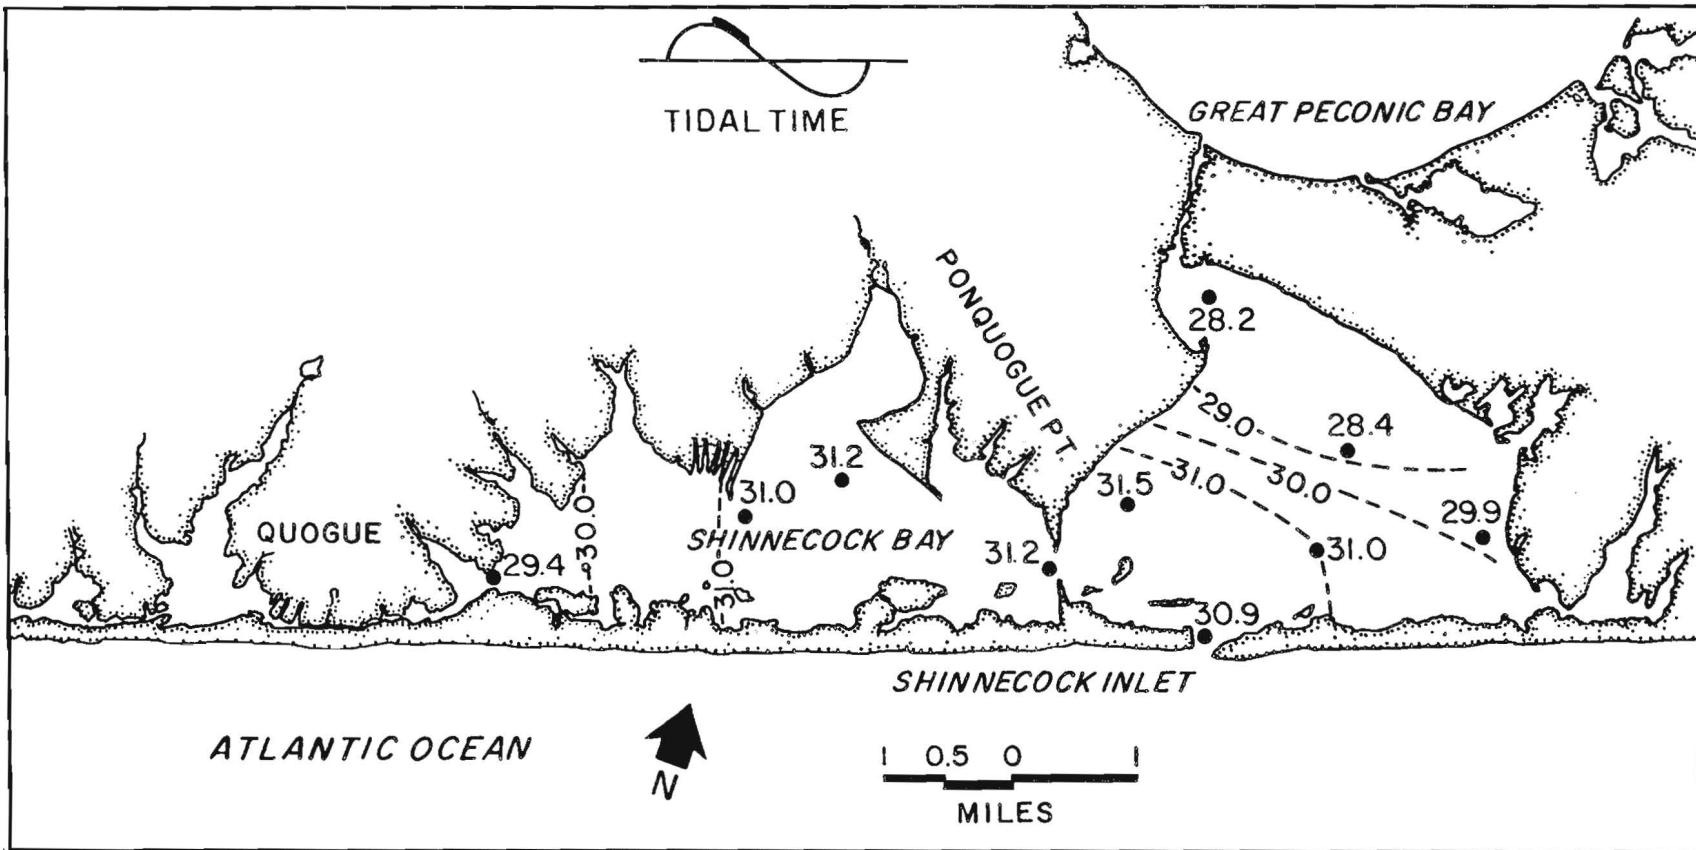 TIDAL TIME
GREAT PECONIC BAY
PONQUOGUE PT.
28.2
29.0
28.4
30.0
31.0
31.2
31.0
31.5
29.9
30.0
QUOGUE
SHINNECOCK BAY
31.2
31.0
29.4
31.0
30.9
SHINNECOCK INLET
ATLANTIC OCEAN
N
1 0.5 0 1
MILES